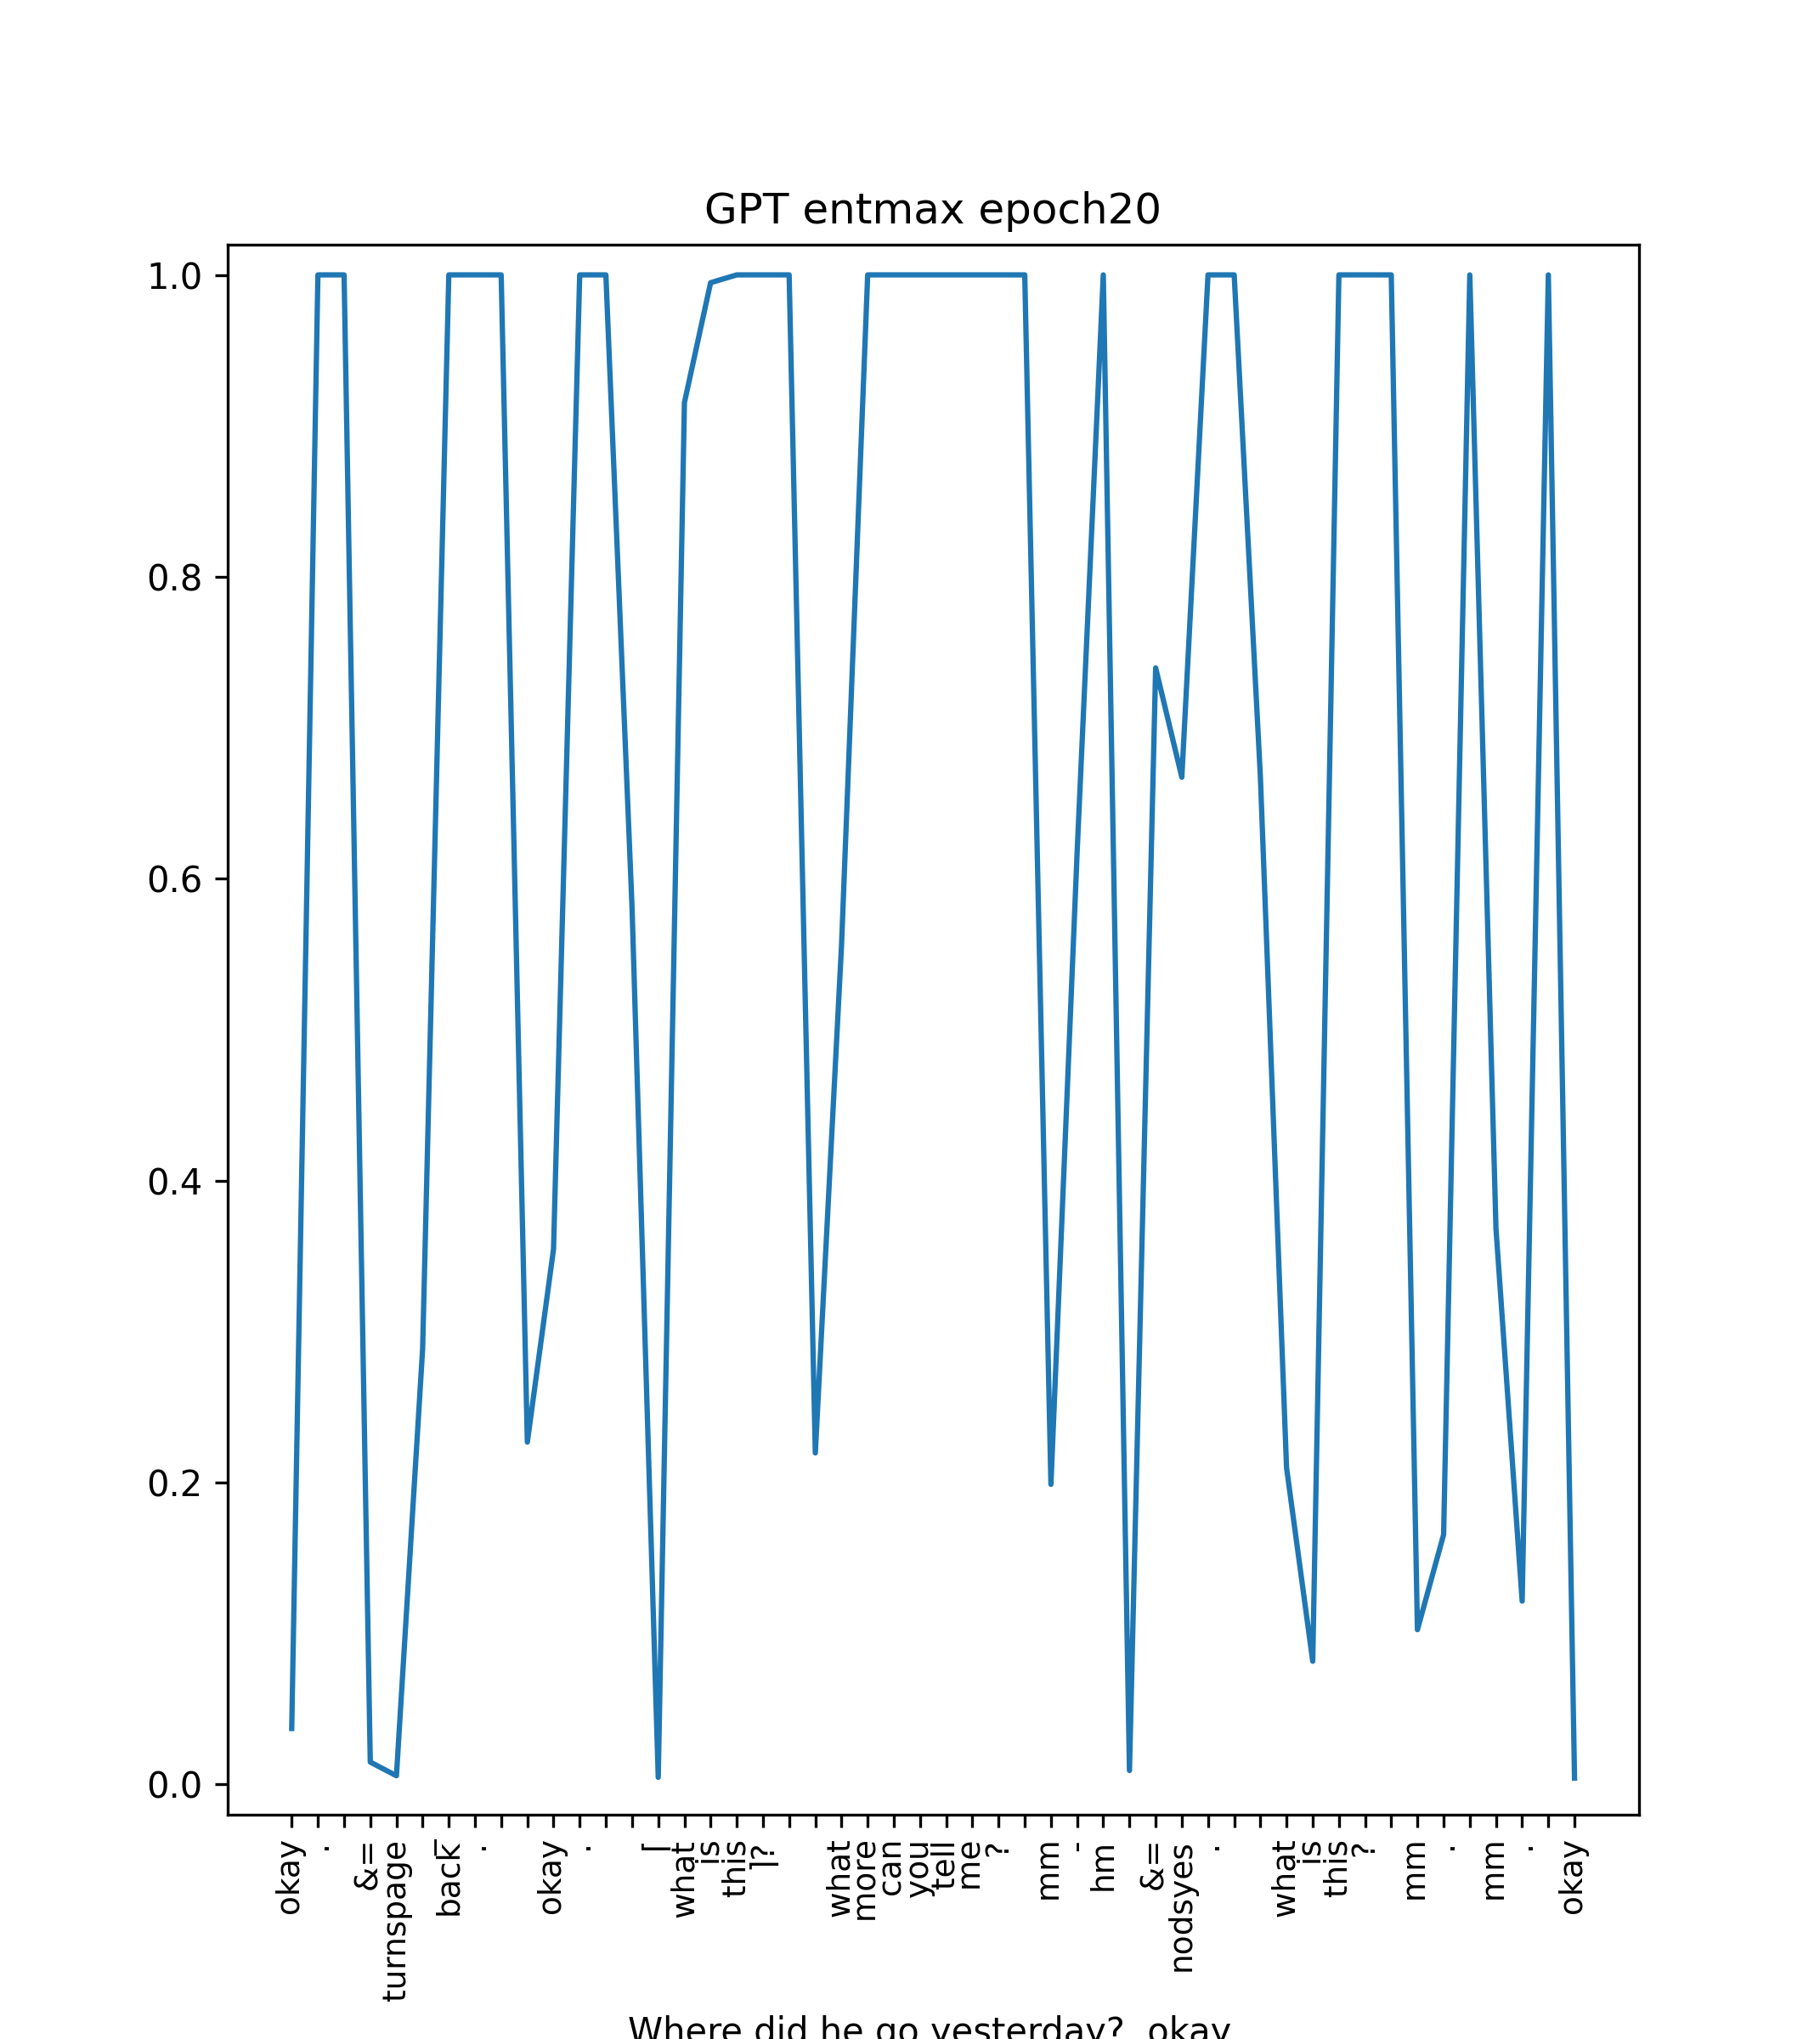 GPT entmax epoch20
1.0
0.8
0.6
0.4
0.2
0.0
okay
.
&=
turnspage
_
back
.
okay
.
[
what
is
this
]?
what
more
can
you
tell
me
?
mm
-
hm
&=
nodsyes
.
what
is
this
?
mm
.
mm
.
okay
Where did he go yesterday? okay